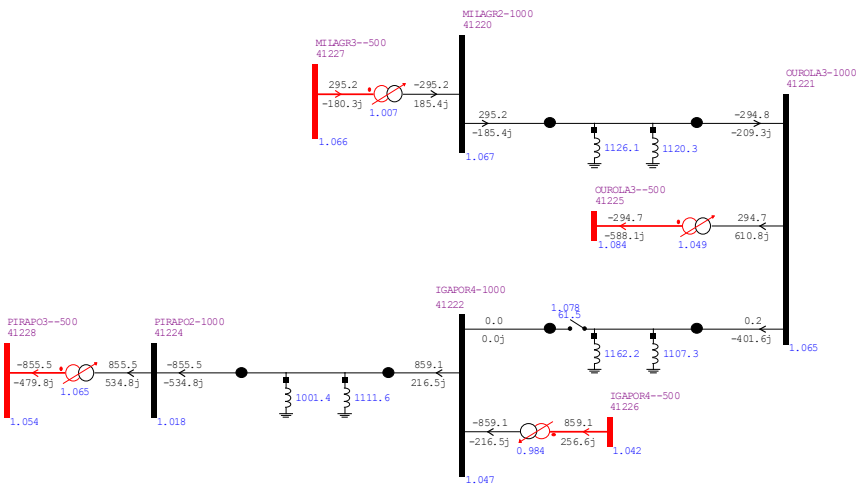 MILAGR2-1000
41220
MILAGR3--500
41227
295.2
-180.3j
1.007
-295.2
185.4j
1.066
1.067
295.2
-185.4j
1126.1
1120.3
-294.8
-209.3j
OUROLA3-1000
41221
OUROLA3--500
41225
-294.7
-588.1j
1.084
1.049
294.7
610.8j
IGAPOR4-1000
41222
0.0
0.0j
1.078
61.5
1162.2
1107.3
0.2
-401.6j
1.065
PIRAPO3--500
41228
PIRAPO2-1000
41224
-855.5
-479.8j
1.065
855.5
534.8j
-855.5
-534.8j
1001.4
1111.6
859.1
216.5j
1.054
1.018
IGAPOR4--500
41226
-859.1
-216.5j
0.984
859.1
256.6j
1.042
1.047